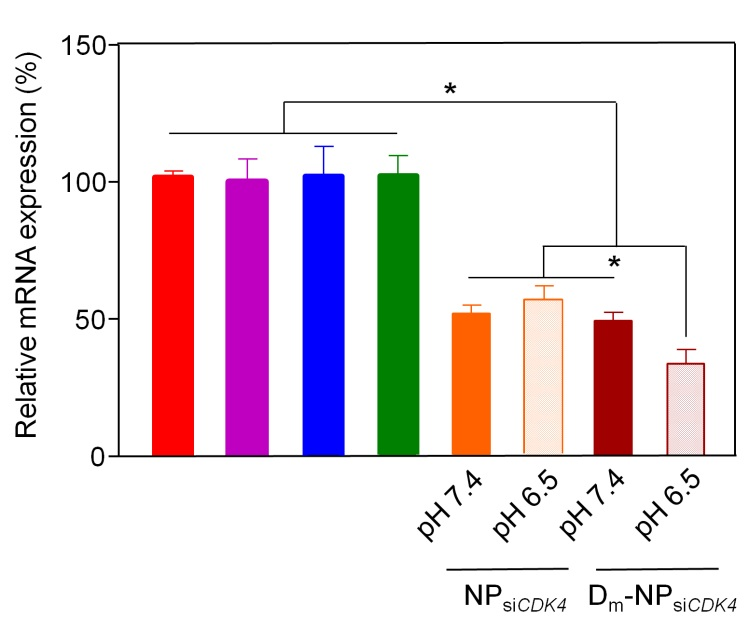 Relative mRNA expression (%)
150
100
50
0
*
*
pH 7.4
pH 6.5
pH 7.4
pH 6.5
NPsiCDK4
Dm-NPsiCDK4